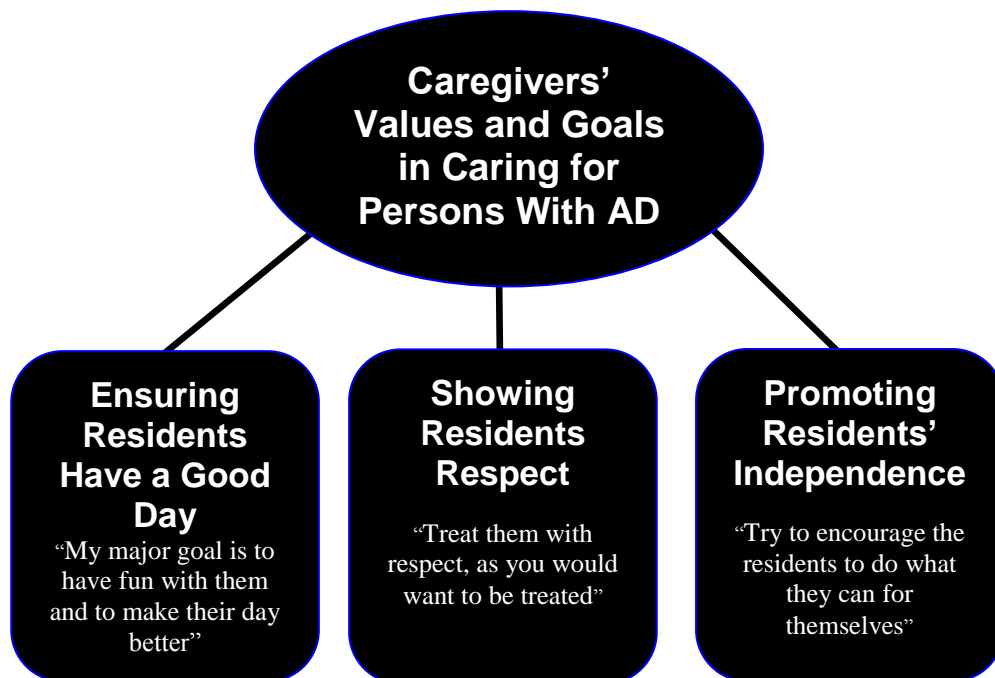 Caregivers’
Values and Goals
in Caring for
Persons With AD
Ensuring
Residents
Have a Good
Day
“My major goal is to
have fun with them
and to make their day
better”
Showing
Residents
Respect
“Treat them with
respect, as you would
want to be treated”
Promoting
Residents’
Independence
“Try to encourage the
residents to do what
they can for
themselves”